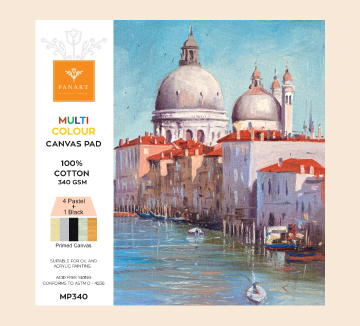 FANART
MULTI
COLOUR
CANVAS PAD
100%
COTTON
340 GSM
4 Pastel
+
1 Black
Primed Canvas
SUITABLE FOR OIL AND
ACRYLIC PAINTING
CONFORMS TO ASTM D - 4236
MP340